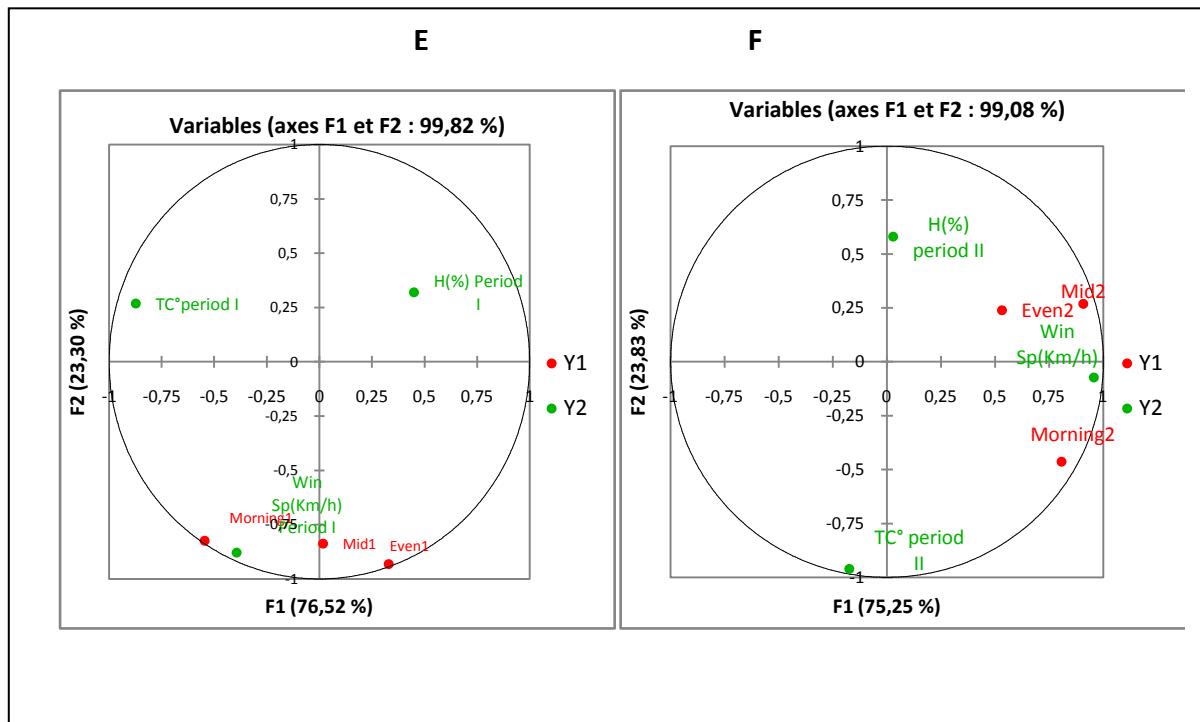 E
F
Variables (axes F1 et F2 : 99,82 %)
1
0,75
0,5
0,25
0
-0,25
-0,5
-0,75
-1
-1
-0,75
-0,5
-0,25
0
0,25
0,5
0,75
1
TC°period I
H(%) Period
I
Win
Sp(Km/h)
Period I
Morning1
Mid1
Even1
F2 (23,30 %)
F1 (76,52 %)
Y1
Y2
Variables (axes F1 et F2 : 99,08 %)
1
0,75
0,5
0,25
0
-0,25
-0,5
-0,75
-1
-1
-0,75
-0,5
-0,25
0
0,25
0,5
0,75
1
H(%)
period II
Mid2
Even2
Win
Sp(Km/h)
Morning2
TC° period
II
F2 (23,83 %)
F1 (75,25 %)
Y1
Y2